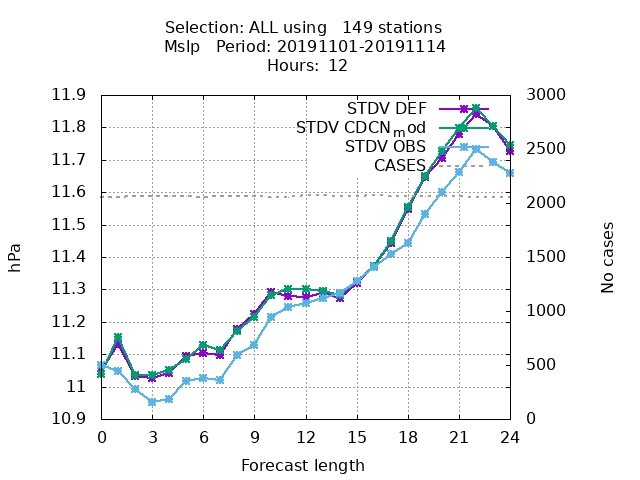 Selection: ALL using   149 stations
Mslp   Period: 20191101-20191114
Hours: 12
STDV DEF
STDV CDCN_mod
STDV OBS
CASES
hPa
No cases
11.9
11.8
11.7
11.6
11.5
11.4
11.3
11.2
11.1
11
10.9
3000
2500
2000
1500
1000
500
0
0 3 6 9 12 15 18 21 24
Forecast length